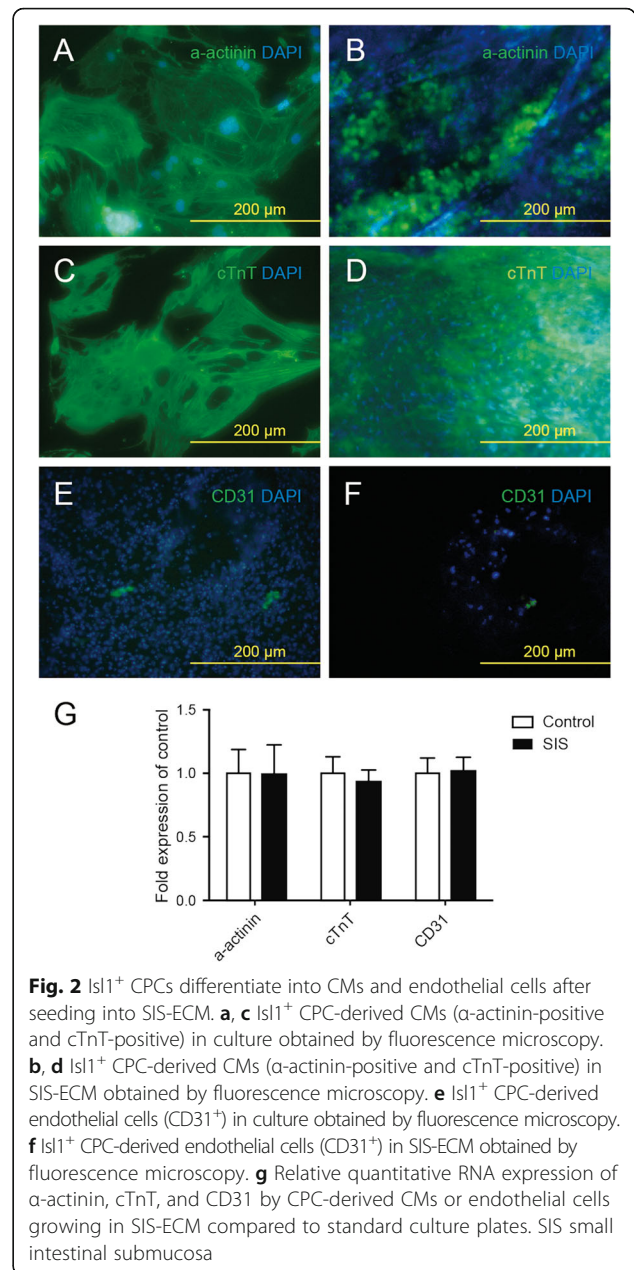 A
a-actinin DAPI
200 µm
B
a-actinin DAPI
200 µm
C
cTnT DAPI
200 µm
D
cTnT DAPI
200 µm
E
CD31 DAPI
200 µm
F
CD31 DAPI
200 µm
G
Fold expression of control
1.5
1.0
0.5
0.0
a-actinin
cTnT
CD31
Control
SIS
Fig. 2 Isl1⁺ CPCs differentiate into CMs and endothelial cells after
seeding into SIS-ECM. a, c Isl1⁺ CPC-derived CMs (α-actinin-positive
and cTnT-positive) in culture obtained by fluorescence microscopy.
b, d Isl1⁺ CPC-derived CMs (α-actinin-positive and cTnT-positive) in
SIS-ECM obtained by fluorescence microscopy. e Isl1⁺ CPC-derived
endothelial cells (CD31⁺) in culture obtained by fluorescence microscopy.
f Isl1⁺ CPC-derived endothelial cells (CD31⁺) in SIS-ECM obtained by
fluorescence microscopy. g Relative quantitative RNA expression of
α-actinin, cTnT, and CD31 by CPC-derived CMs or endothelial cells
growing in SIS-ECM compared to standard culture plates. SIS small
intestinal submucosa